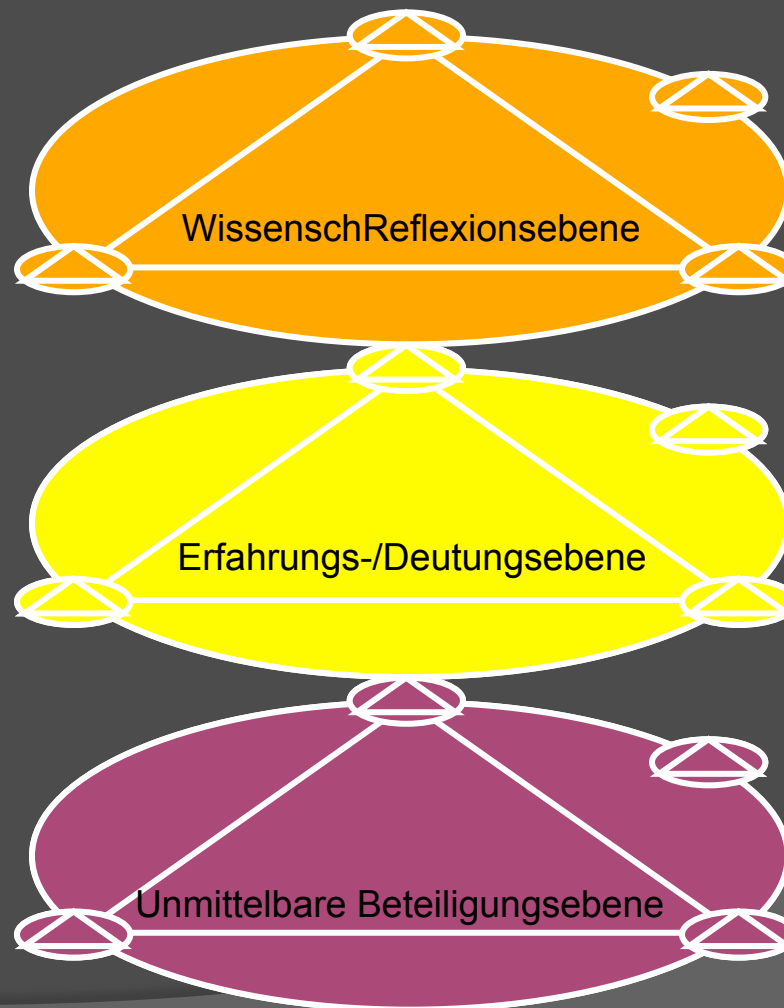 WissenschReflexionsebene
Erfahrungs-/Deutungsebene
Unmittelbare Beteiligungsebene